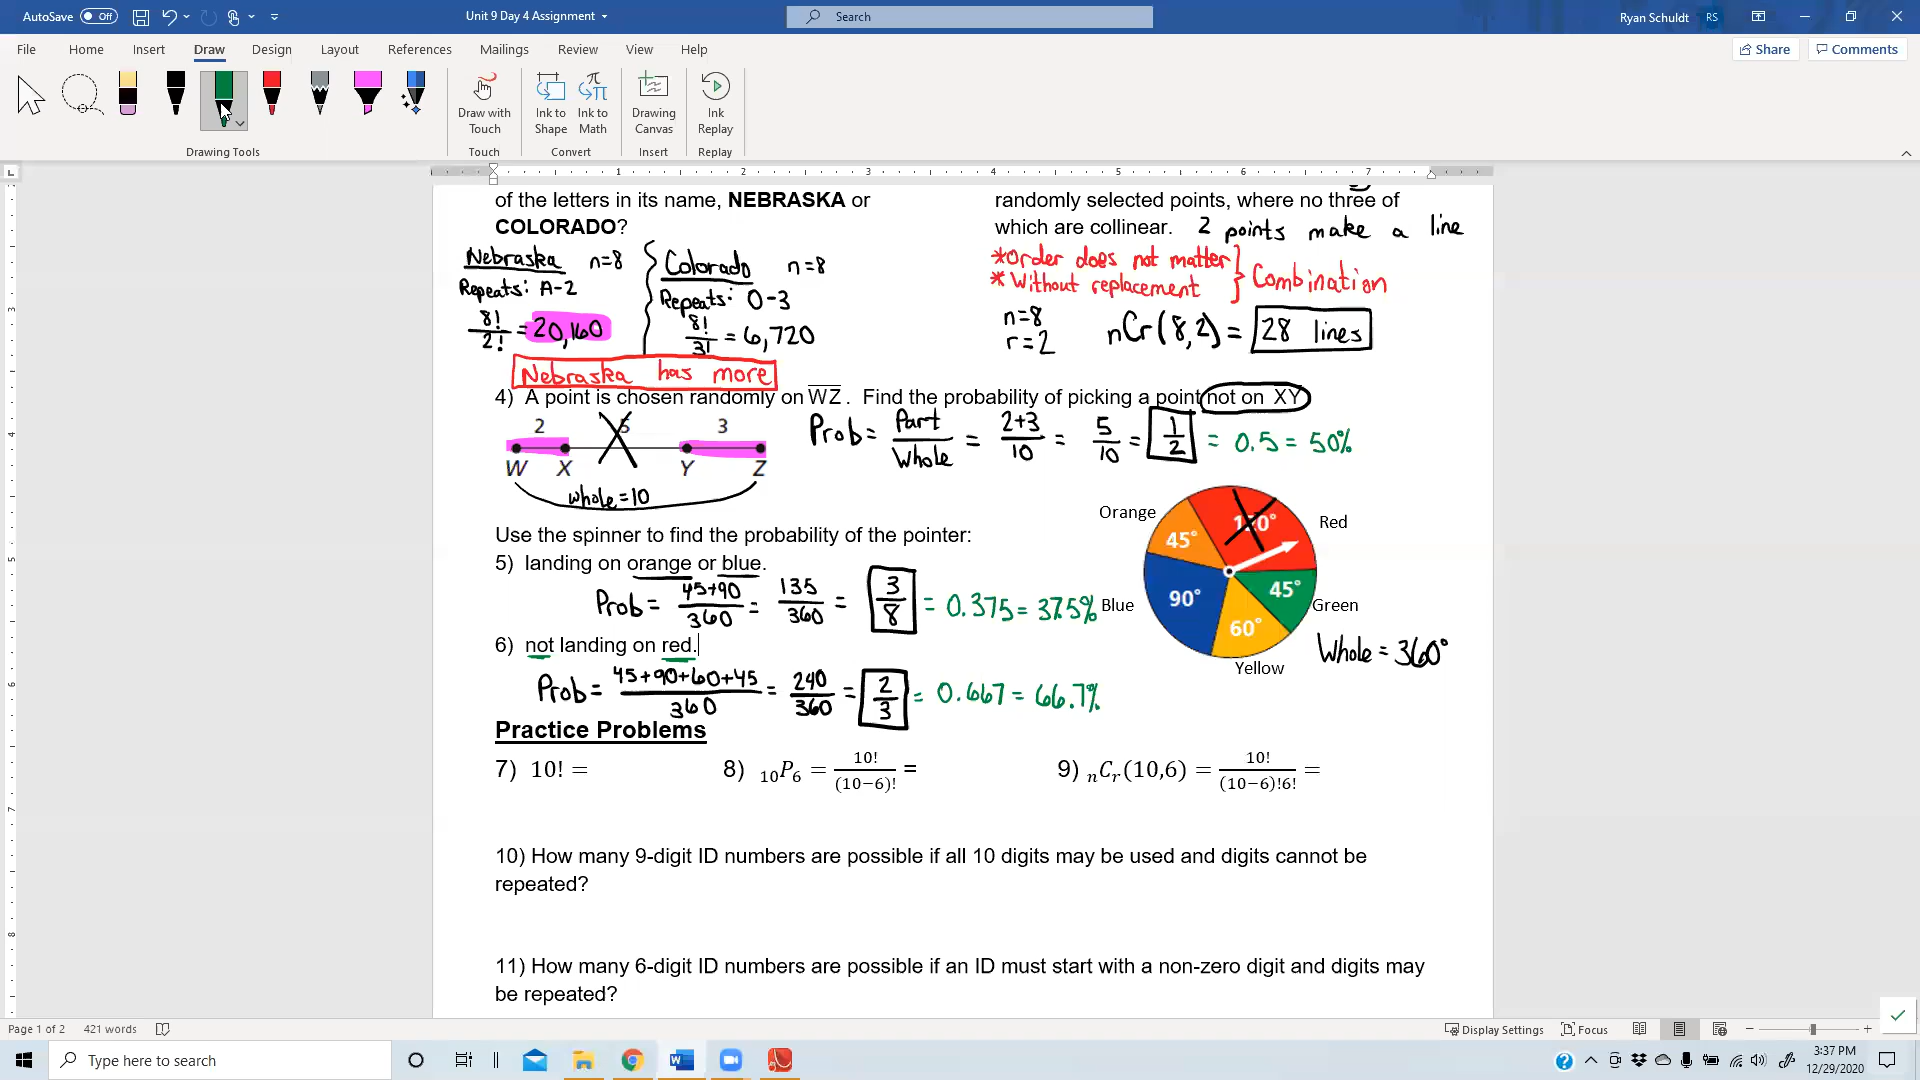 AutoSave Off
Unit 9 Day 4 Assignment
Search
Ryan Schuldt RS
File Home Insert Draw Design Layout References Mailings Review View Help
Share Comments
Draw with Touch
Ink to Shape
Ink to Math
Drawing Canvas
Ink Replay
Drawing Tools Touch Convert Insert Replay
1 2 3 4 5 6 7
of the letters in its name, NEBRASKA or
COLORADO?
Nebraska n=8
Repeats: A-2
8!/2! = 20,160
Colorado n=8
Repeats: O-3
8!/3! = 6,720
Nebraska has more
randomly selected points, where no three of
which are collinear. 2 points make a line
*Order does not matter
* Without replacement
} Combination
n=8
r=2
nCr(8,2) = 28 lines
4) A point is chosen randomly on WZ. Find the probability of picking a point not on XY
2 5 3
W X Y Z
whole=10
Prob = Part/Whole = 2+3/10 = 5/10 = 1/2 = 0.5 = 50%
Use the spinner to find the probability of the pointer:
5) landing on orange or blue.
Prob = 45+90/360 = 135/360 = 3/8 = 0.375 = 37.5%
6) not landing on red.
Prob = 45+90+60+45/360 = 240/360 = 2/3 = 0.667 = 66.7%
Orange Red
120°
45°
45°
90°
60°
Blue Green
Yellow
Whole = 360°
Practice Problems
7) 10! =
8) ₁₀P₆ = 10!/(10−6)! =
9) ₙCᵣ(10,6) = 10!/(10−6)!6! =
10) How many 9-digit ID numbers are possible if all 10 digits may be used and digits cannot be
repeated?
11) How many 6-digit ID numbers are possible if an ID must start with a non-zero digit and digits may
be repeated?
Page 1 of 2 421 words
Display Settings Focus
Type here to search
3:37 PM
12/29/2020